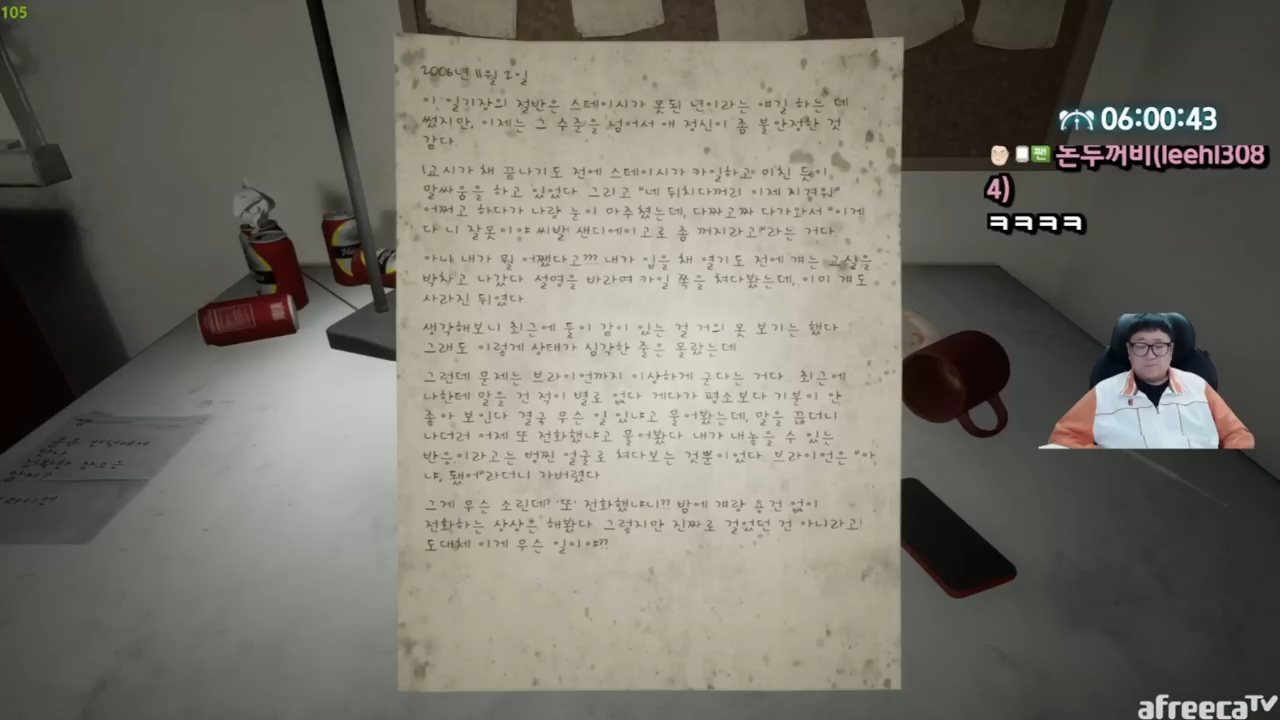 105
2006년 11월 2일
이 일기장의 절반은 스테이시가 못된 년이라는 얘길 하는 데
썼지만, 이제는 그 수준을 넘어서 애 정신이 좀 불안정한 것
같다
1교시가 채 끝나기도 전에 스테이시가 카일하고 미친 듯이
말싸움을 하고 있었다 그리고 "네 뒤치다꺼리 이제 지겨워"
어쩌고 하다가 나랑 눈이 마주쳤는데, 다짜고짜 다가와서 "이게
다 니 잘못이야 씨발 샌디에이고로 좀 꺼지라고!"라는 거다
아니 내가 뭘 어쨌다고??? 내가 입을 채 열기도 전에 걔는 교실을
박차고 나갔다 설명을 바라며 카일 쪽을 쳐다봤는데, 이미 걔도
사라진 뒤였다
생각해보니 최근에 둘이 같이 있는 걸 거의 못 보기는 했다
그래도 이렇게 상태가 심각한 줄은 몰랐는데
그런데 문제는 브라이언까지 이상하게 군다는 거다 최근에
나한테 말을 건 적이 별로 없다 게다가 평소보다 기분이 안
좋아 보인다 결국 무슨 일 있냐고 물어봤는데, 말을 끊더니
나더러 어제 또 전화했냐고 물어봤다 내가 내놓을 수 있는
반응이라고는 벙찐 얼굴로 쳐다보는 것뿐이었다 브라이언은 "아
냐, 됐어"라더니 가버렸다
그게 무슨 소린데? '또' 전화했냐니?? 밤에 걔랑 용건 없이
전화하는 상상은 해봤다 그렇지만 진짜로 걸었던 건 아니라고!
도대체 이게 무슨 일이야??
06:00:43
팬 돈두꺼비(leehl308
4)
ㅋㅋㅋㅋ
afreecaTV